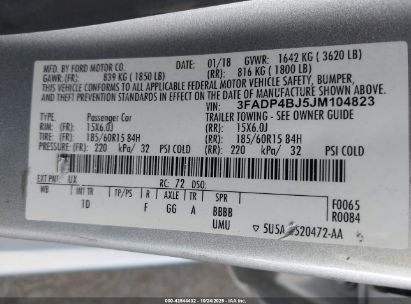 MFD. BY FORD MOTOR CO.
DATE: 01/18 GVWR: 1642 KG ( 3620 LB)
GAWR: (FR): 839 KG ( 1850 LB) (RR): 816 KG ( 1800 LB)
THIS VEHICLE CONFORMS TO ALL APPLICABLE FEDERAL MOTOR VEHICLE SAFETY, BUMPER,
AND THEFT PREVENTION STANDARDS IN EFFECT ON THE DATE OF MANUFACTURE SHOWN ABOVE.
VIN: 3FADP4BJ5JM104823
TYPE: Passenger Car TRAILER TOWING - SEE OWNER GUIDE
RIM: (FR) 15X6.0J (RR): 15X6.0J
TIRE: (FR): 185/60R15 84H (RR): 185/60R15 84H
PRESSURE: (FR): 220 kPa/ 32 PSI COLD (RR): 220 kPa/ 32 PSI COLD
EXT PNT: UX RC: 72 DSO:
WB INT TR TP/PS R AXLE TR SPR
ID F GG A BBBB
UMU
F0065
R0084